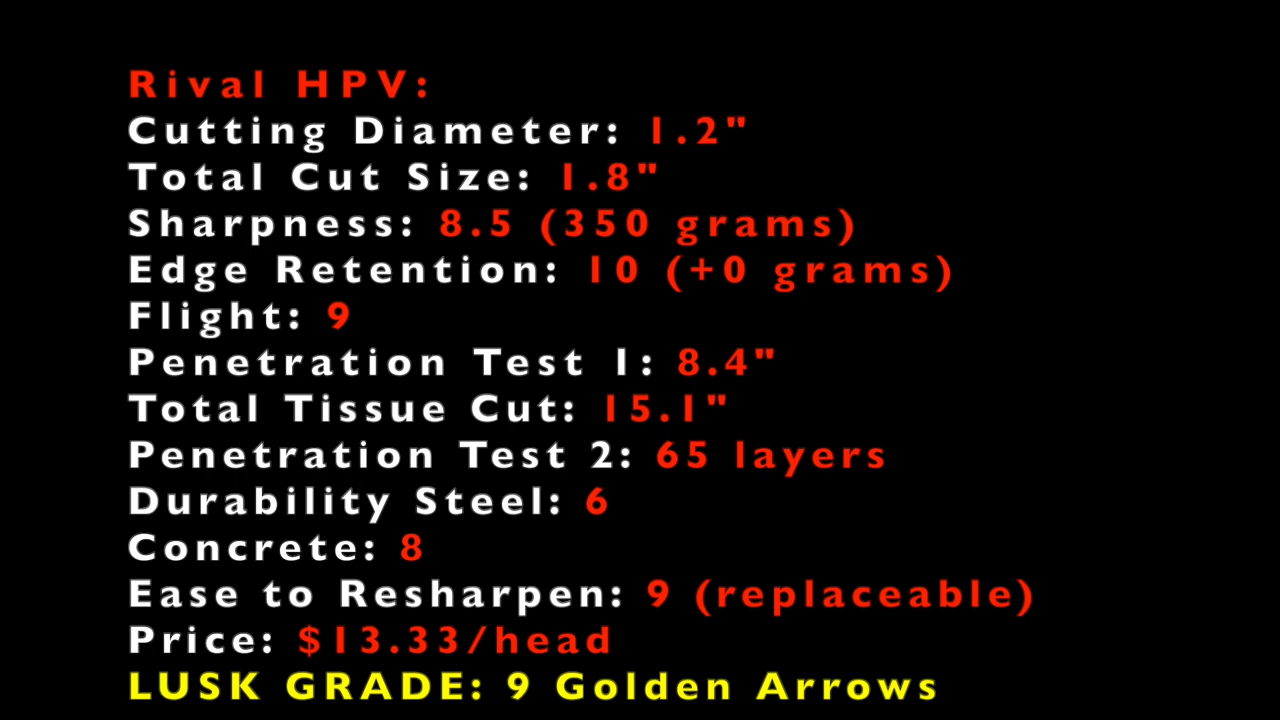 Rival HPV:
Cutting Diameter: 1.2"
Total Cut Size: 1.8"
Sharpness: 8.5 (350 grams)
Edge Retention: 10 (+0 grams)
Flight: 9
Penetration Test 1: 8.4"
Total Tissue Cut: 15.1"
Penetration Test 2: 65 layers
Durability Steel: 6
Concrete: 8
Ease to Resharpen: 9 (replaceable)
Price: $13.33/head
LUSK GRADE: 9 Golden Arrows